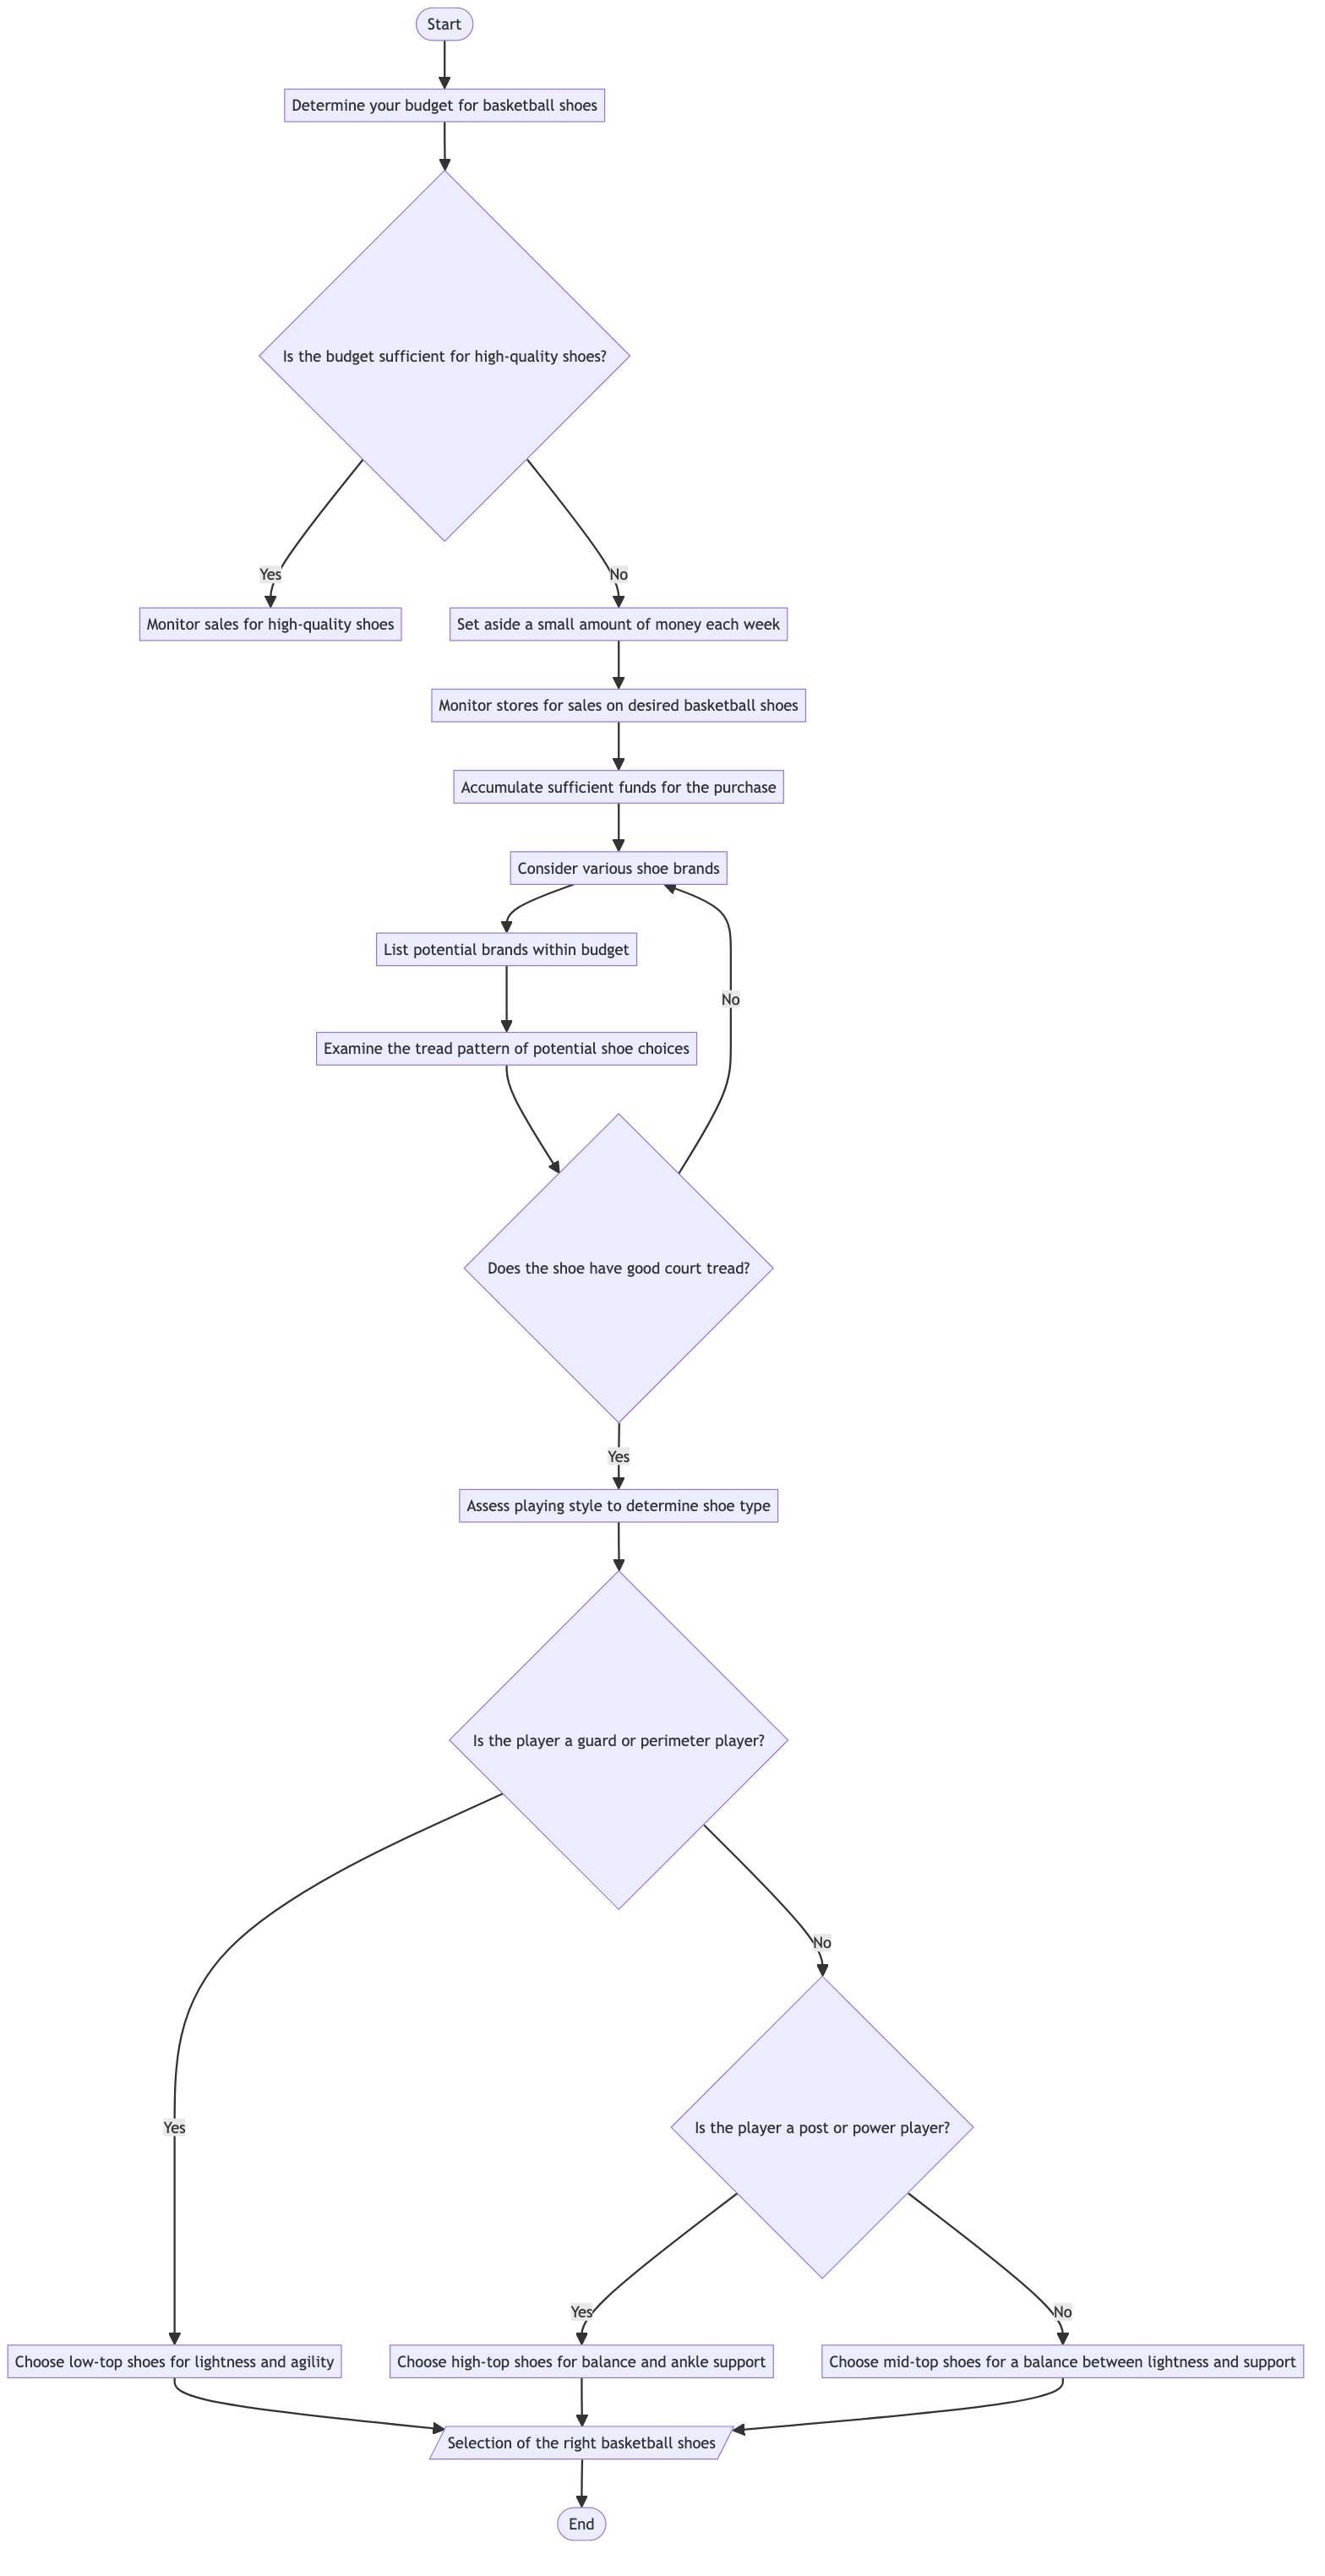 Start
Determine your budget for basketball shoes
Is the budget sufficient for high-quality shoes?
Yes
No
Monitor sales for high-quality shoes
Set aside a small amount of money each week
Monitor stores for sales on desired basketball shoes
Accumulate sufficient funds for the purchase
Consider various shoe brands
List potential brands within budget
No
Examine the tread pattern of potential shoe choices
Does the shoe have good court tread?
Yes
Assess playing style to determine shoe type
Is the player a guard or perimeter player?
No
Yes
Is the player a post or power player?
Yes
No
Choose low-top shoes for lightness and agility
Choose high-top shoes for balance and ankle support
Choose mid-top shoes for a balance between lightness and support
Selection of the right basketball shoes
End